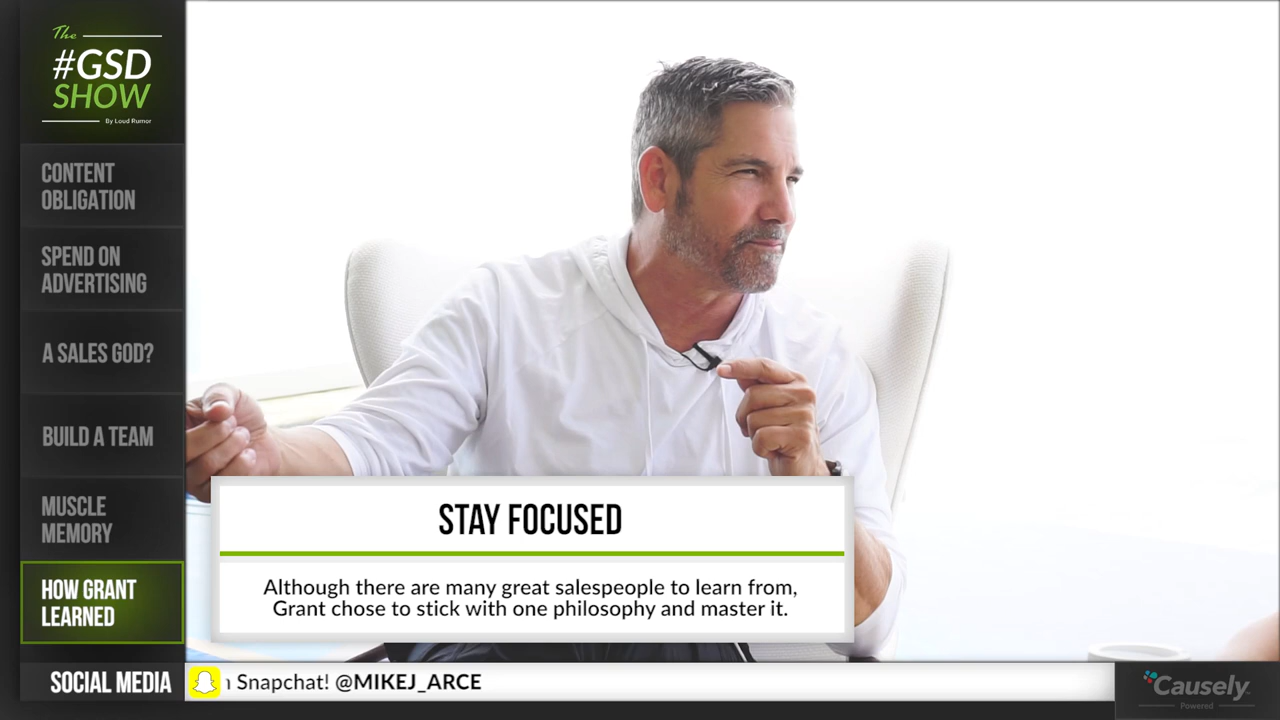 The
#GSD
SHOW
By Loud Rumor
CONTENT
OBLIGATION
SPEND ON
ADVERTISING
A SALES GOD?
BUILD A TEAM
MUSCLE
MEMORY
HOW GRANT
LEARNED
STAY FOCUSED
Although there are many great salespeople to learn from,
Grant chose to stick with one philosophy and master it.
SOCIAL MEDIA
Snapchat! @MIKEJ_ARCE
Causely
Powered